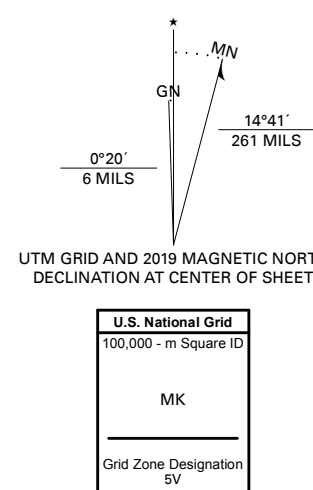 ★
MN
GN
14°41´
261 MILS
0°20´
6 MILS
UTM GRID AND 2019 MAGNETIC NORT
DECLINATION AT CENTER OF SHEET
U.S. National Grid
100,000 - m Square ID
MK
Grid Zone Designation
5V